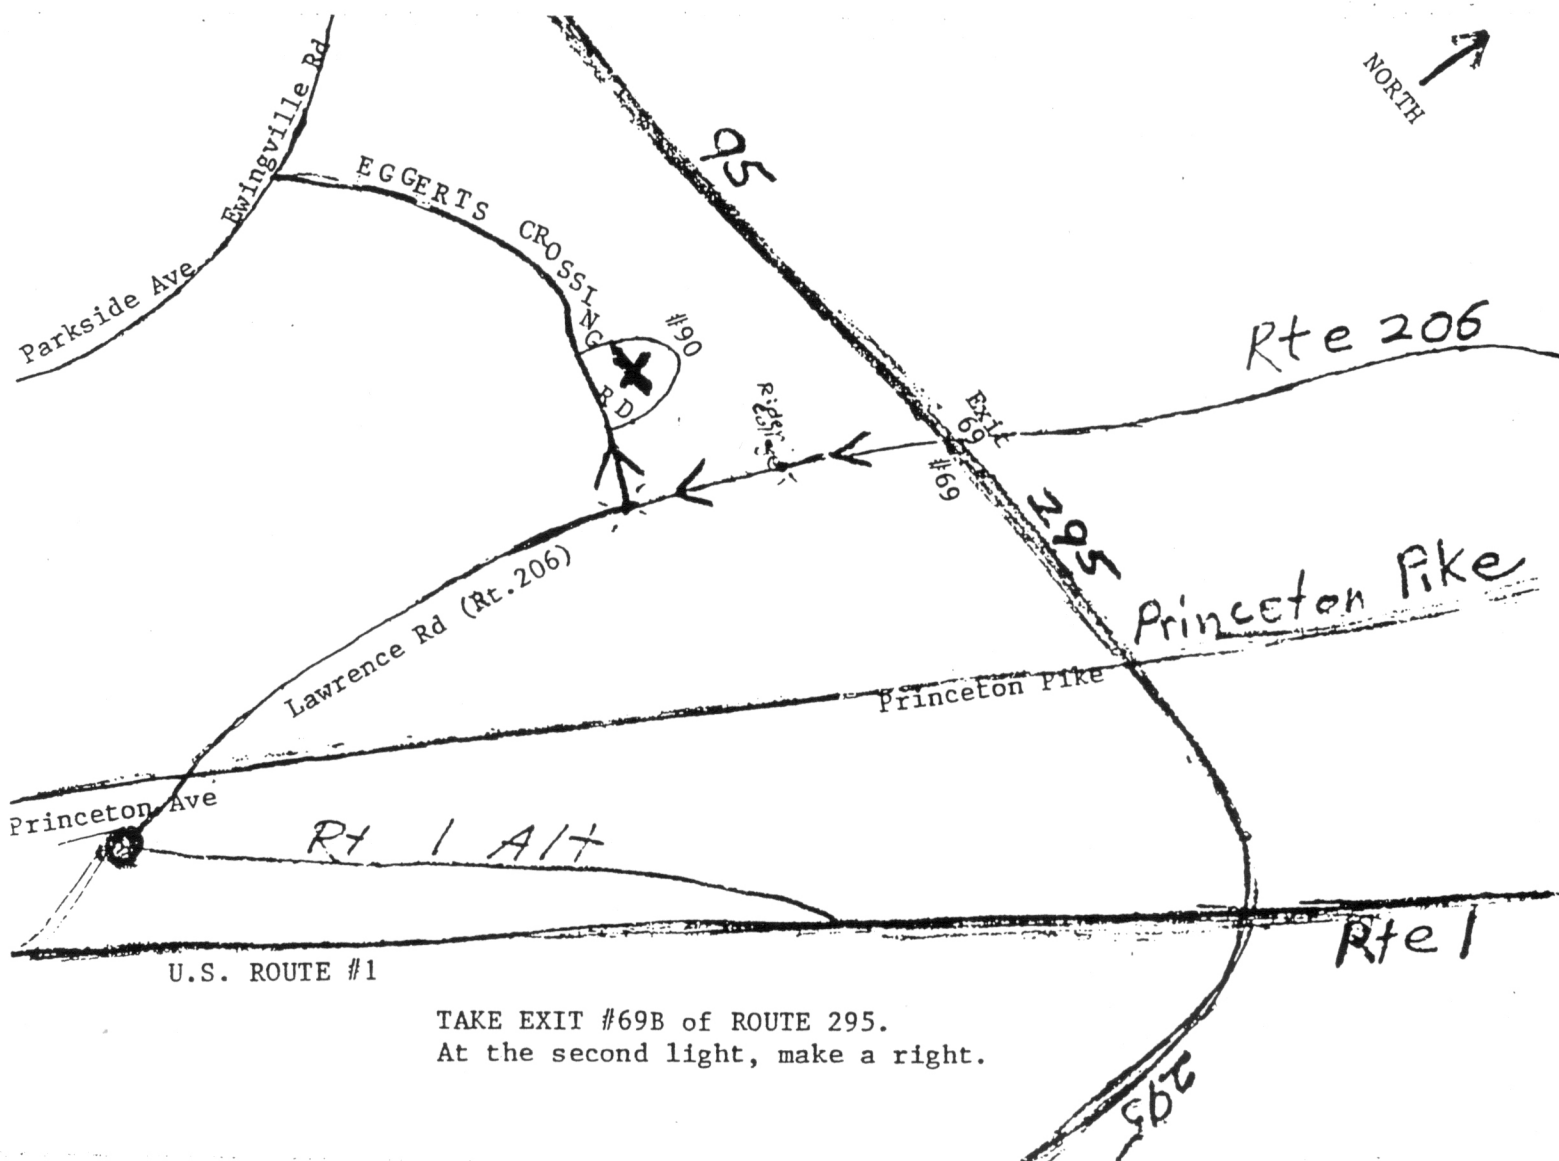 Ewingville Rd
Parkside Ave
EGGERTS CROSSING RD
#90
95
NORTH
Rte 206
Exit
69
#69
Rider
College
295
Lawrence Rd (Rt.206)
Princeton Pike
Princeton Pike
Princeton Ave
Rt 1 Alt
U.S. ROUTE #1
Rte 1
TAKE EXIT #69B of ROUTE 295.
At the second light, make a right.
295